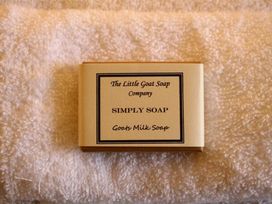 The Little Goat Soap
Company
SIMPLY SOAP
Goats Milk Soap